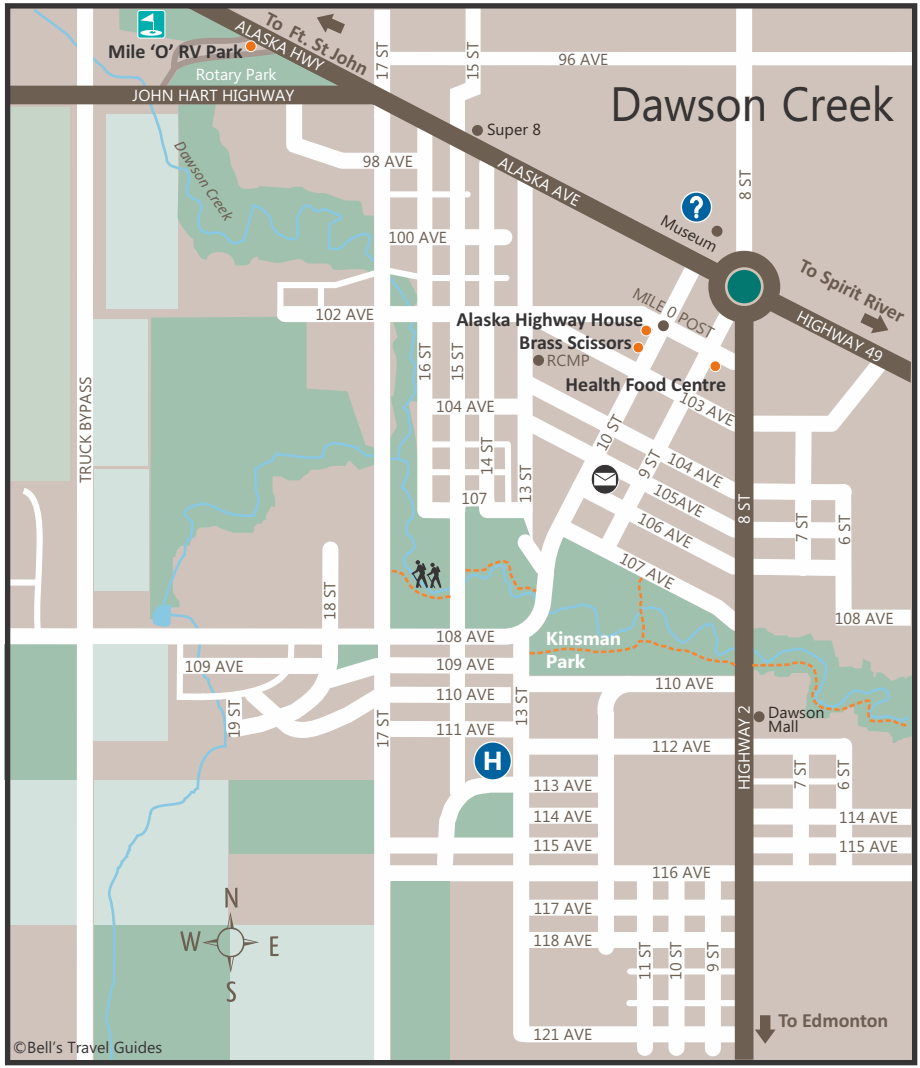 To Ft. St John
ALASKA HWY
Mile ‘O’ RV Park
Rotary Park
JOHN HART HIGHWAY
17 ST
15 ST
96 AVE
Dawson Creek
Super 8
98 AVE
Dawson Creek
ALASKA AVE
8 ST
?
Museum
100 AVE
To Spirit River
HIGHWAY 49
102 AVE
MILE 0 POST
Alaska Highway House
Brass Scissors
RCMP
Health Food Centre
TRUCK BYPASS
16 ST
15 ST
104 AVE
103 AVE
10 ST
14 ST
13 ST
9 ST
104 AVE
105AVE
107
8 ST
106 AVE
7 ST
6 ST
107 AVE
18 ST
108 AVE
108 AVE
Kinsman
Park
109 AVE
109 AVE
110 AVE
110 AVE
19 ST
17 ST
13 ST
111 AVE
HIGHWAY 2
Dawson
Mall
112 AVE
H
7 ST
6 ST
113 AVE
114 AVE
114 AVE
115 AVE
115 AVE
116 AVE
117 AVE
118 AVE
11 ST
10 ST
9 ST
N
W
E
S
121 AVE
To Edmonton
©Bell's Travel Guides